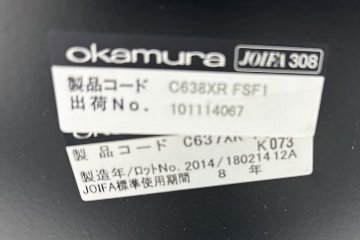 okamura JOIFA 308
製品コード C638XR FSF1
出荷No. 101114067
製品コード C637XR
K073
製造年/ロットNo. 2014/18021412A
JOIFA標準使用期間 8 年